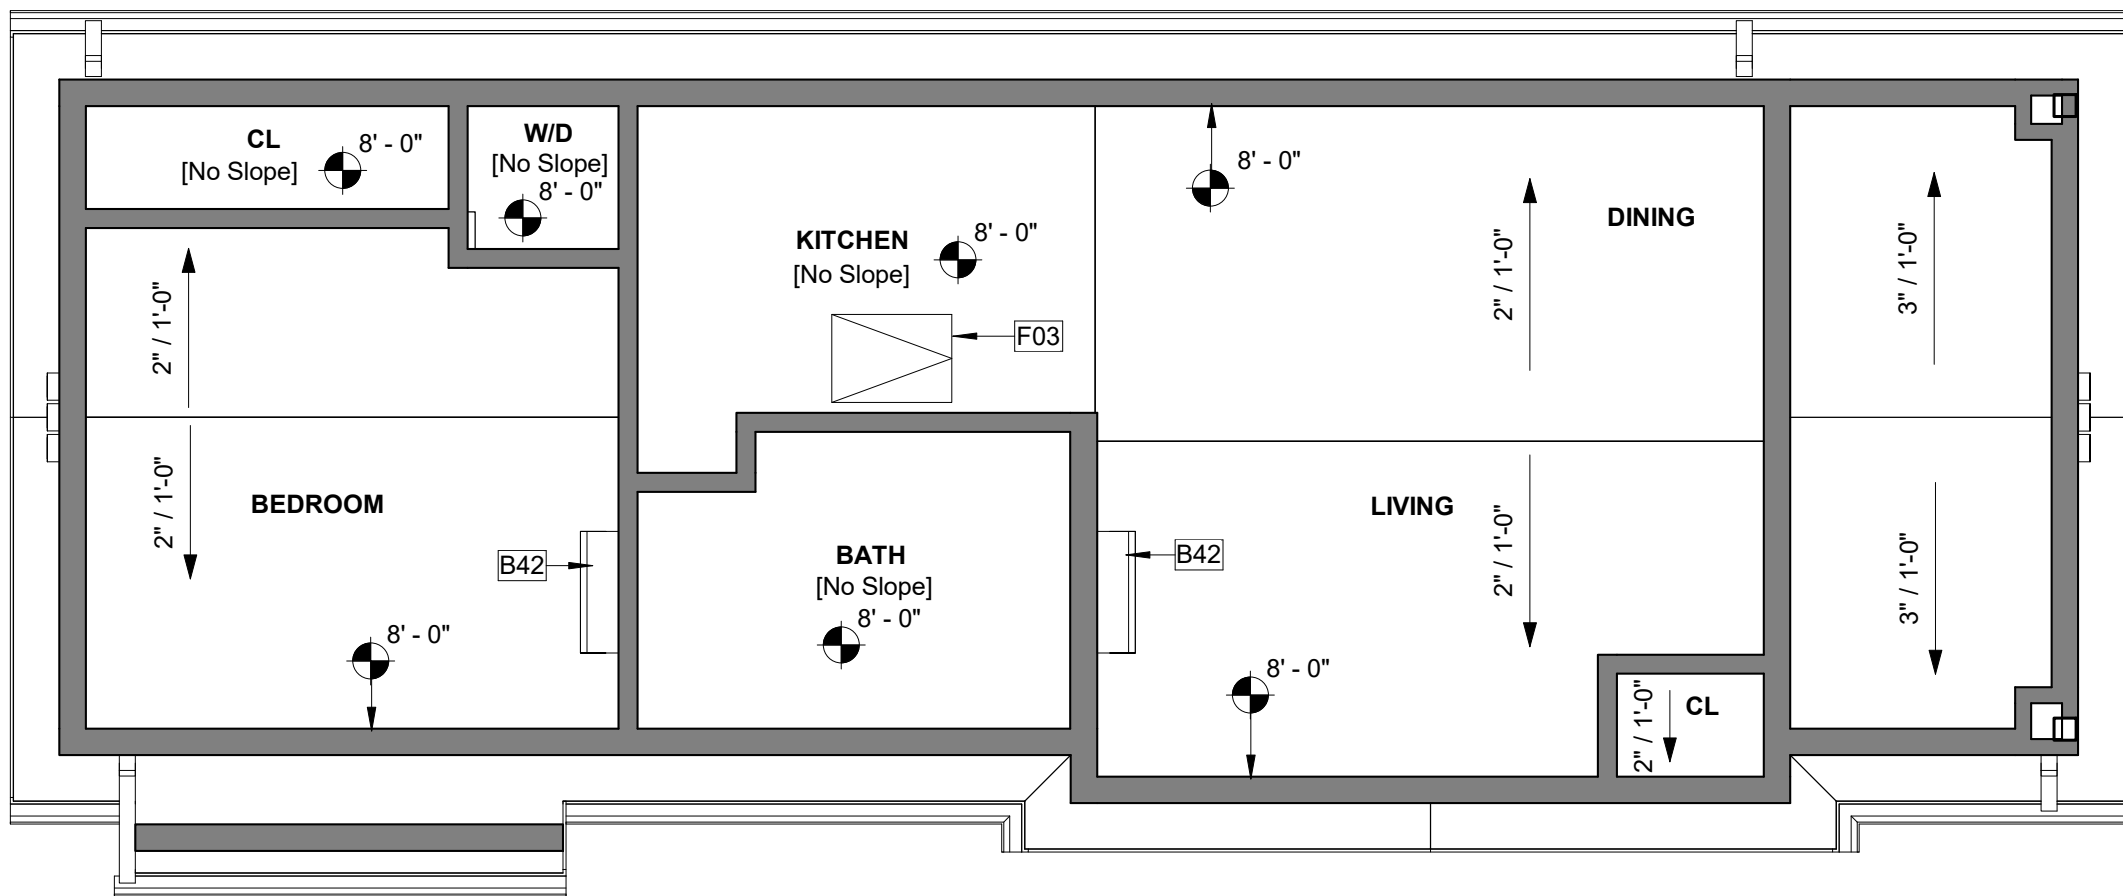 CL
[No Slope]
8' - 0"
W/D
[No Slope]
8' - 0"
KITCHEN
[No Slope]
8' - 0"
F03
8' - 0"
DINING
2" / 1'-0"
3" / 1'-0"
2" / 1'-0"
2" / 1'-0"
BEDROOM
B42
8' - 0"
BATH
[No Slope]
8' - 0"
B42
LIVING
2" / 1'-0"
8' - 0"
2" / 1'-0"
CL
3" / 1'-0"